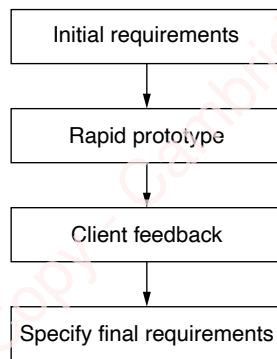 Initial requirements
Rapid prototype
Client feedback
Specify final requirements